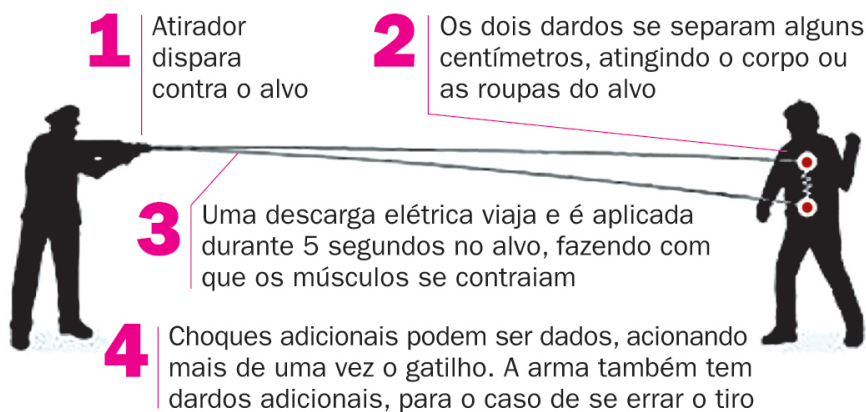 1 Atirador
dispara
contra o alvo
2 Os dois dardos se separam alguns
centímetros, atingindo o corpo ou
as roupas do alvo
3 Uma descarga elétrica viaja e é aplicada
durante 5 segundos no alvo, fazendo com
que os músculos se contraiam
4 Choques adicionais podem ser dados, acionando
mais de uma vez o gatilho. A arma também tem
dardos adicionais, para o caso de se errar o tiro